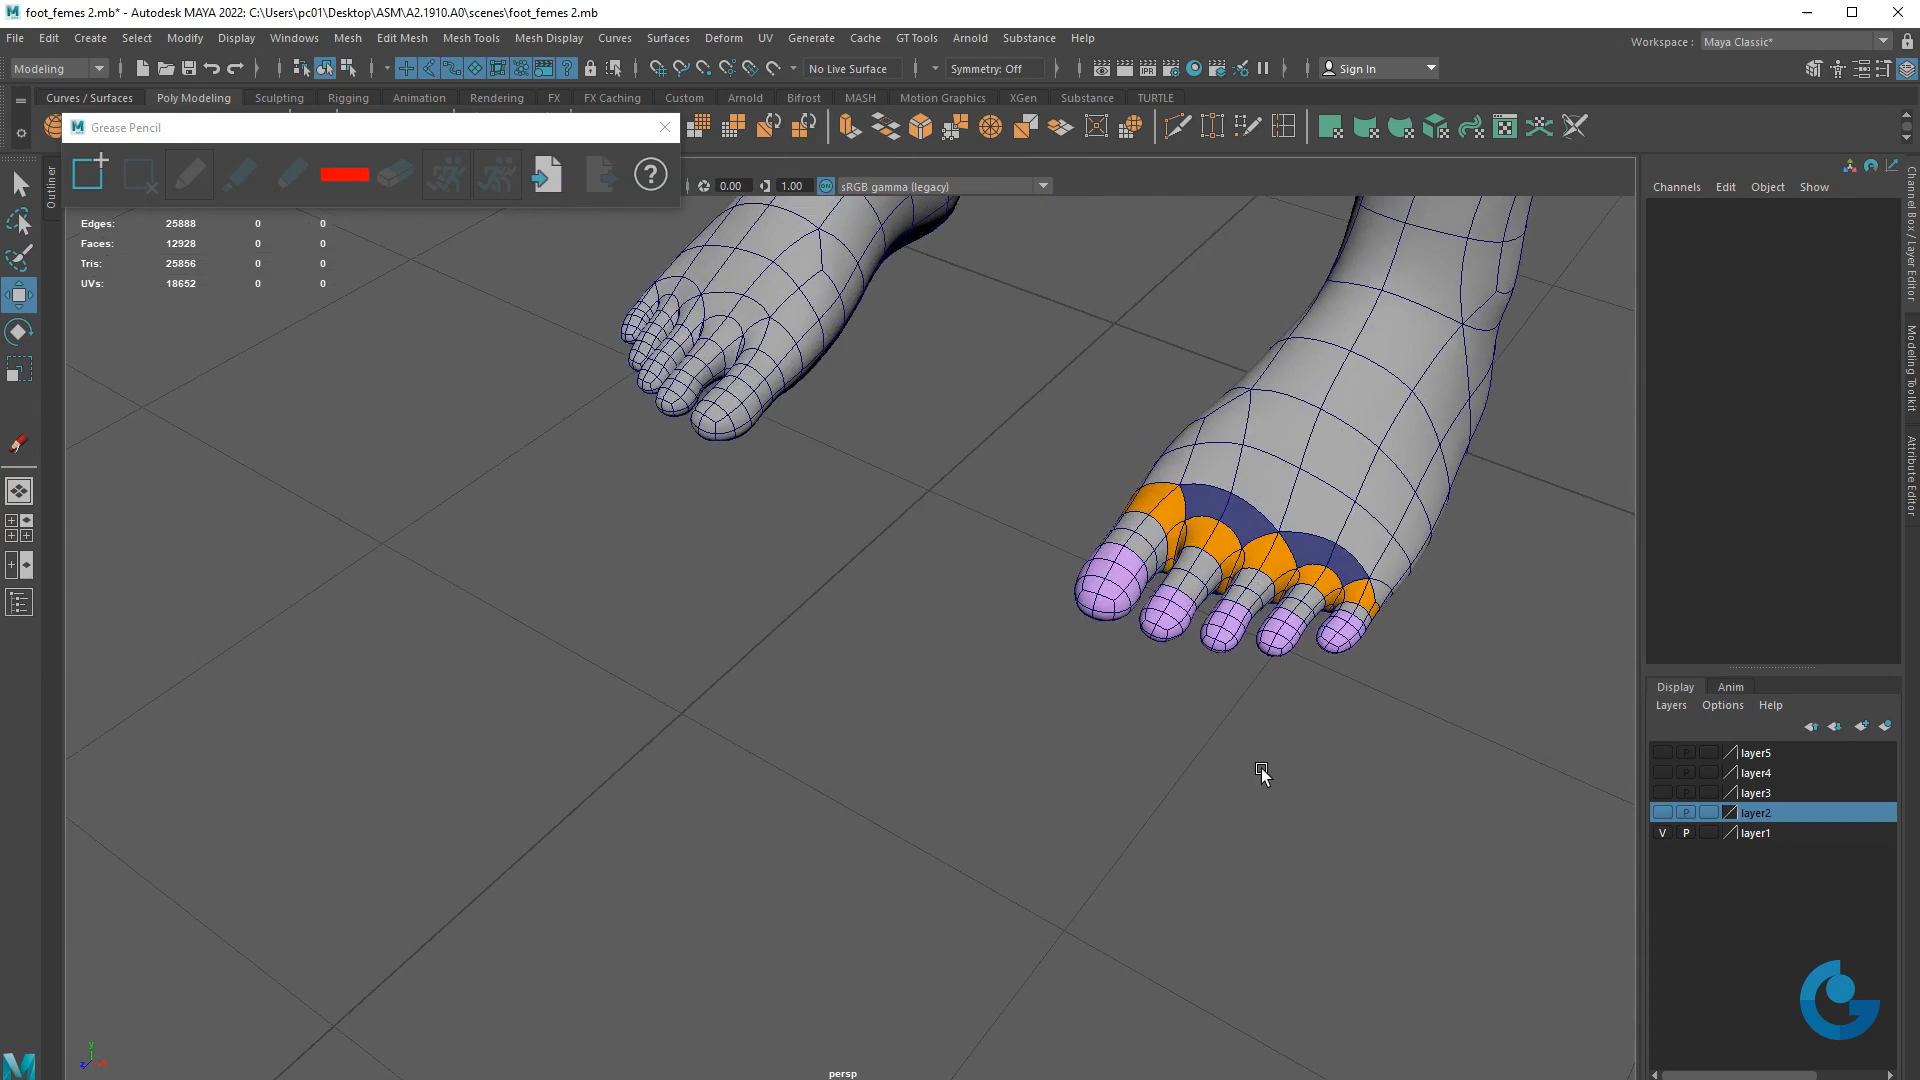 foot_femes 2.mb* - Autodesk MAYA 2022: C:\Users\pc01\Desktop\ASM\A2.1910.A0\scenes\foot_femes 2.mb
File Edit Create Select Modify Display Windows Mesh Edit Mesh Mesh Tools Mesh Display Curves Surfaces Deform UV Generate Cache GT Tools Arnold Substance Help
Workspace : Maya Classic*
Modeling
No Live Surface
Symmetry: Off
IPR
Sign In
Curves / Surfaces Poly Modeling Sculpting Rigging Animation Rendering FX FX Caching Custom Arnold Bifrost MASH Motion Graphics XGen Substance TURTLE
Grease Pencil
?
Outliner
0.00 1.00 ON sRGB gamma (legacy)
Channels Edit Object Show
Edges: 25888 0 0
Faces: 12928 0 0
Tris: 25856 0 0
UVs: 18652 0 0
Channel Box / Layer Editor
Modeling Toolkit
Attribute Editor
Display Anim
Layers Options Help
P layer5
P layer4
P layer3
P layer2
V P layer1
y
z x
persp